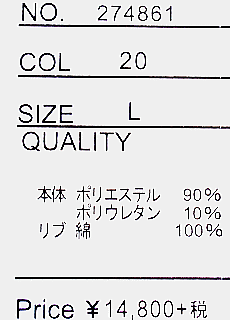 NO. 274861
COL 20
SIZE L
QUALITY
本体 ポリエステル 90%
ポリウレタン 10%
リブ 綿 100%
Price ¥14,800+税